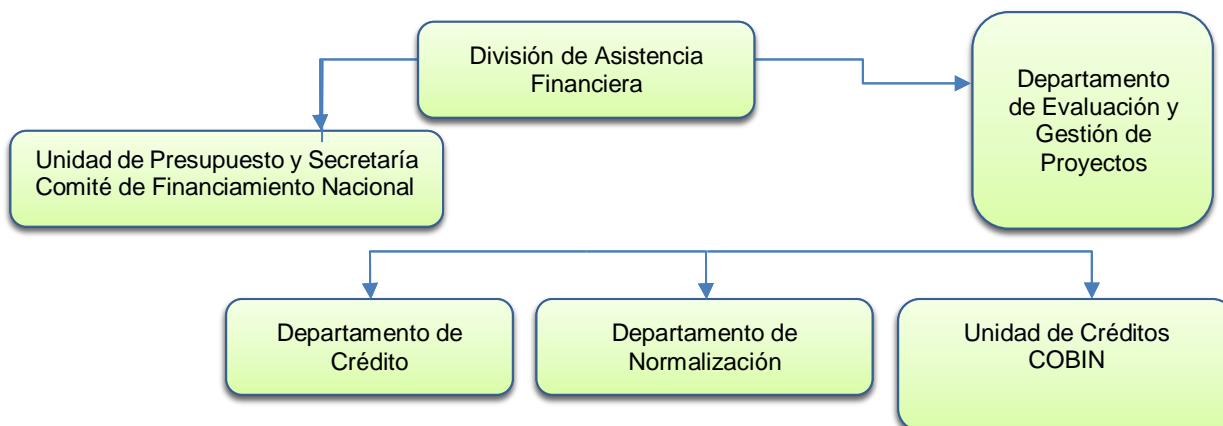 División de Asistencia
Financiera
Departamento
de Evaluación y
Gestión de
Proyectos
Unidad de Presupuesto y Secretaría
Comité de Financiamiento Nacional
Departamento de
Crédito
Departamento de
Normalización
Unidad de Créditos
COBIN